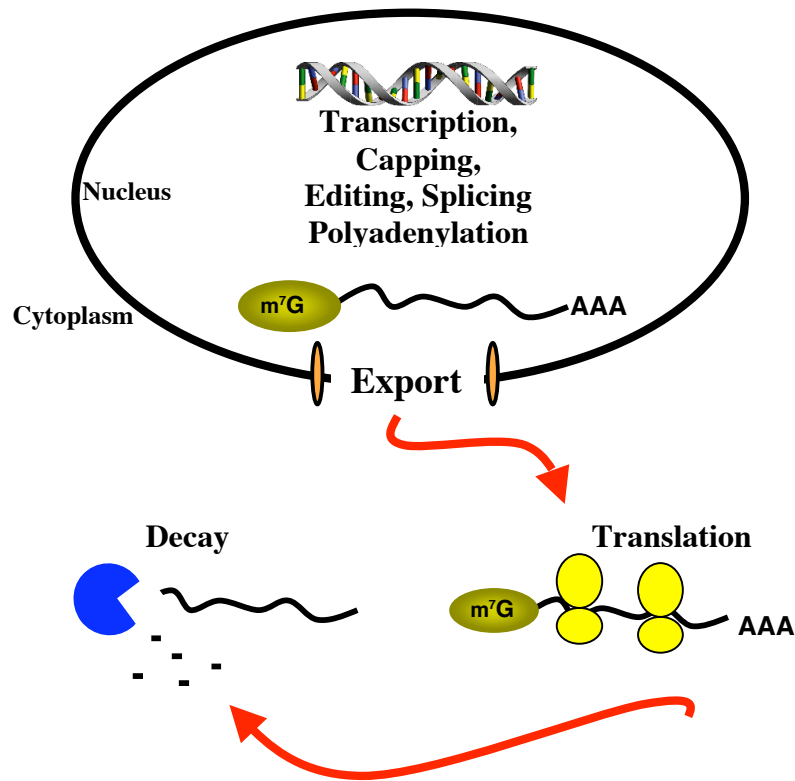 Transcription,
Capping,
Editing, Splicing
Polyadenylation
Nucleus
Cytoplasm
m⁷G
AAA
Export
Decay
Translation
m⁷G
AAA